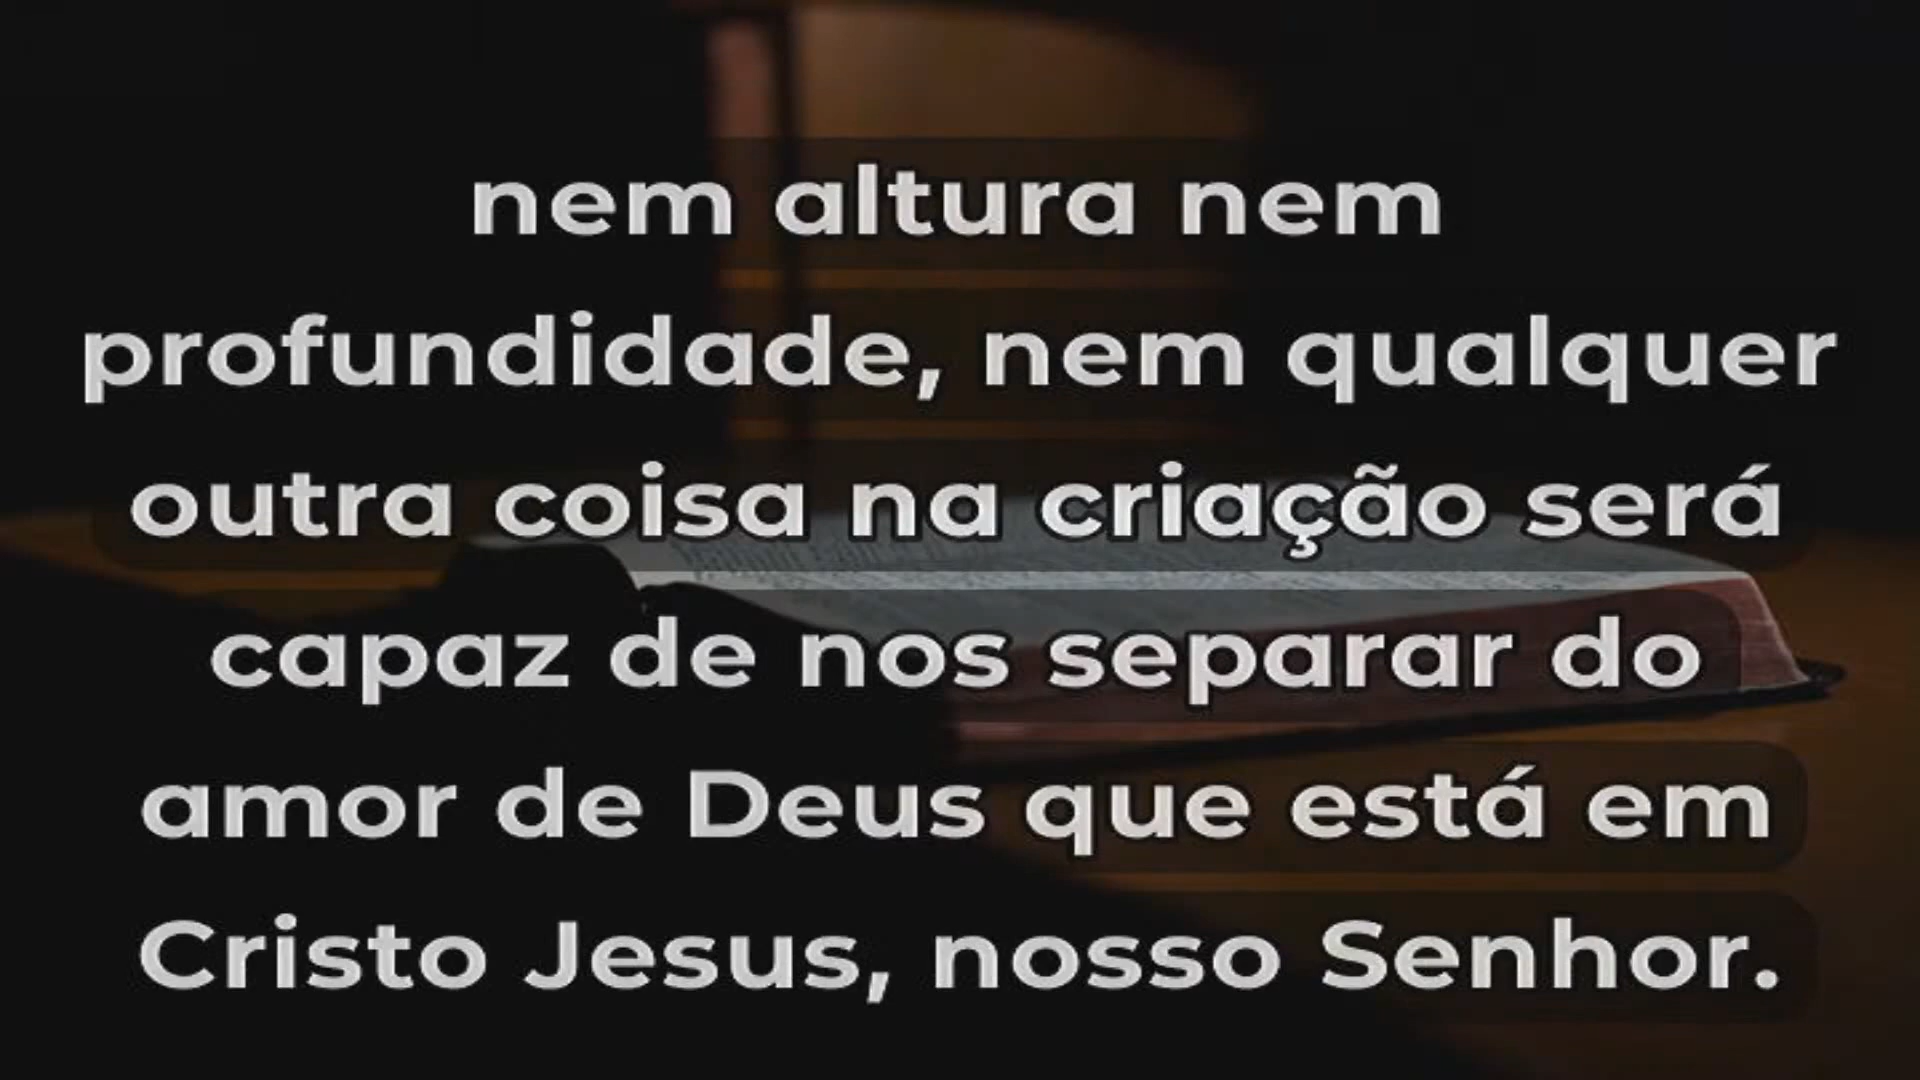 nem altura nem
profundidade, nem qualquer
outra coisa na criação será
capaz de nos separar do
amor de Deus que está em
Cristo Jesus, nosso Senhor.